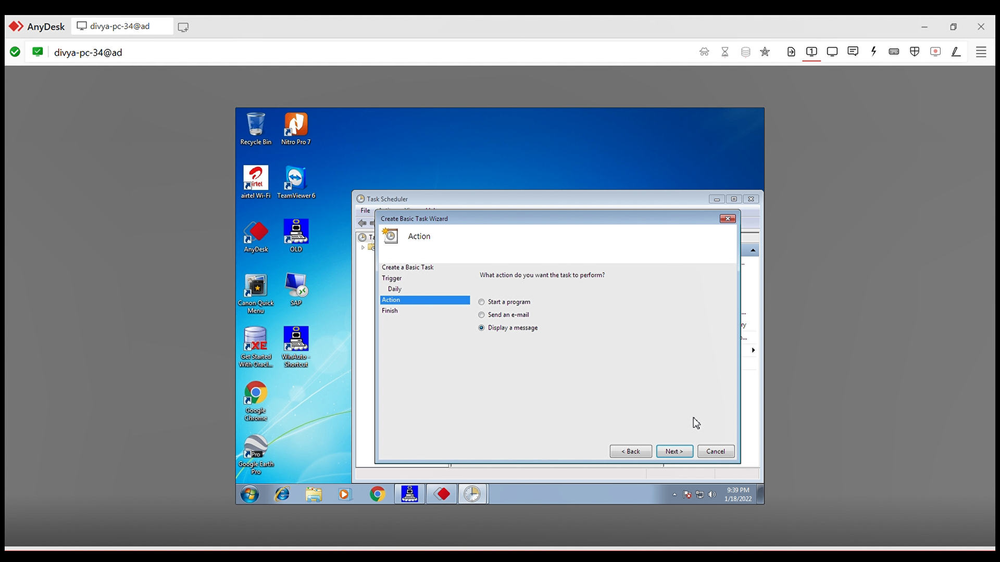 AnyDesk
divya-pc-34@ad
divya-pc-34@ad
1
Recycle Bin
Nitro Pro 7
airtel
airtel Wi-Fi
TeamViewer 6
AnyDesk
OLD
Canon Quick
Menu
SAP
XE
Get Started
With Oracl...
WinAuto -
Shortcut
Google
Chrome
Pro
Google Earth
Pro
Task Scheduler
File
Create Basic Task Wizard
Action
Create a Basic Task
Trigger
Daily
Action
Finish
What action do you want the task to perform?
Start a program
Send an e-mail
Display a message
< Back
Next >
Cancel
9:39 PM
1/18/2022